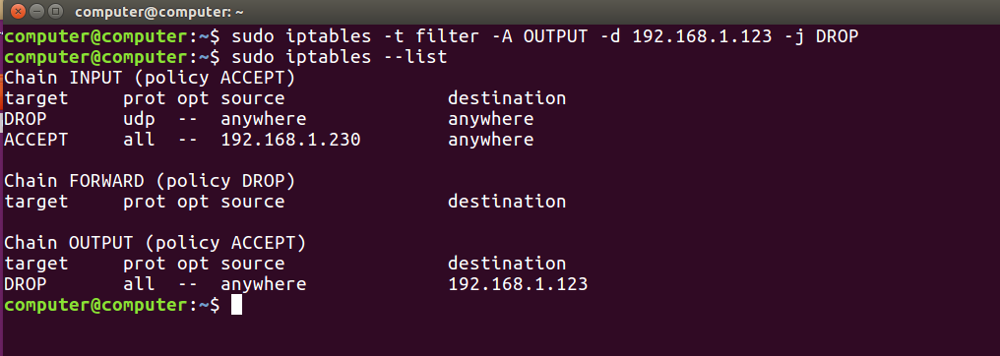 computer@computer: ~
computer@computer:~$ sudo iptables -t filter -A OUTPUT -d 192.168.1.123 -j DROP
computer@computer:~$ sudo iptables --list
Chain INPUT (policy ACCEPT)
target     prot opt source               destination
DROP       udp  --  anywhere             anywhere
ACCEPT     all  --  192.168.1.230        anywhere

Chain FORWARD (policy DROP)
target     prot opt source               destination

Chain OUTPUT (policy ACCEPT)
target     prot opt source               destination
DROP       all  --  anywhere             192.168.1.123
computer@computer:~$